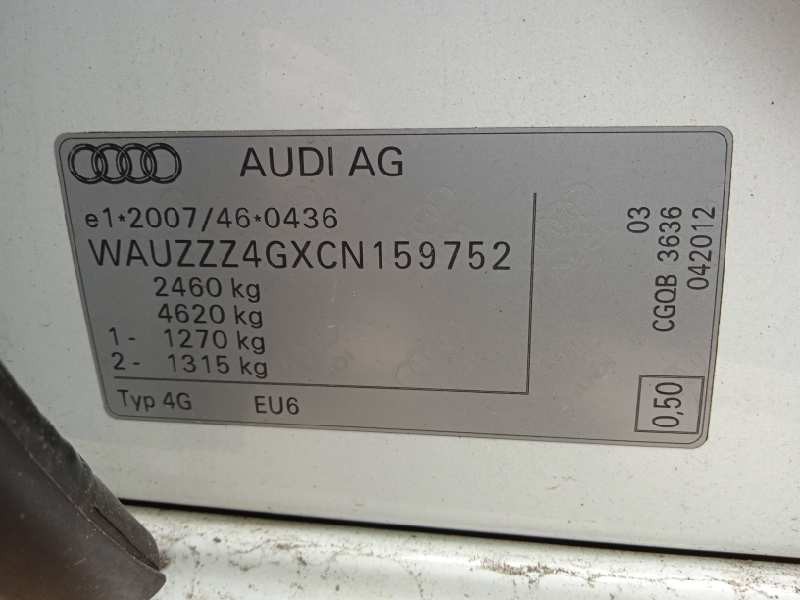 AUDI AG
e1*2007/46*0436
WAUZZZ4GXCN159752
2460 kg
4620 kg
1- 1270 kg
2- 1315 kg
Typ 4G EU6
03
CGQB 3636
042012
0,50